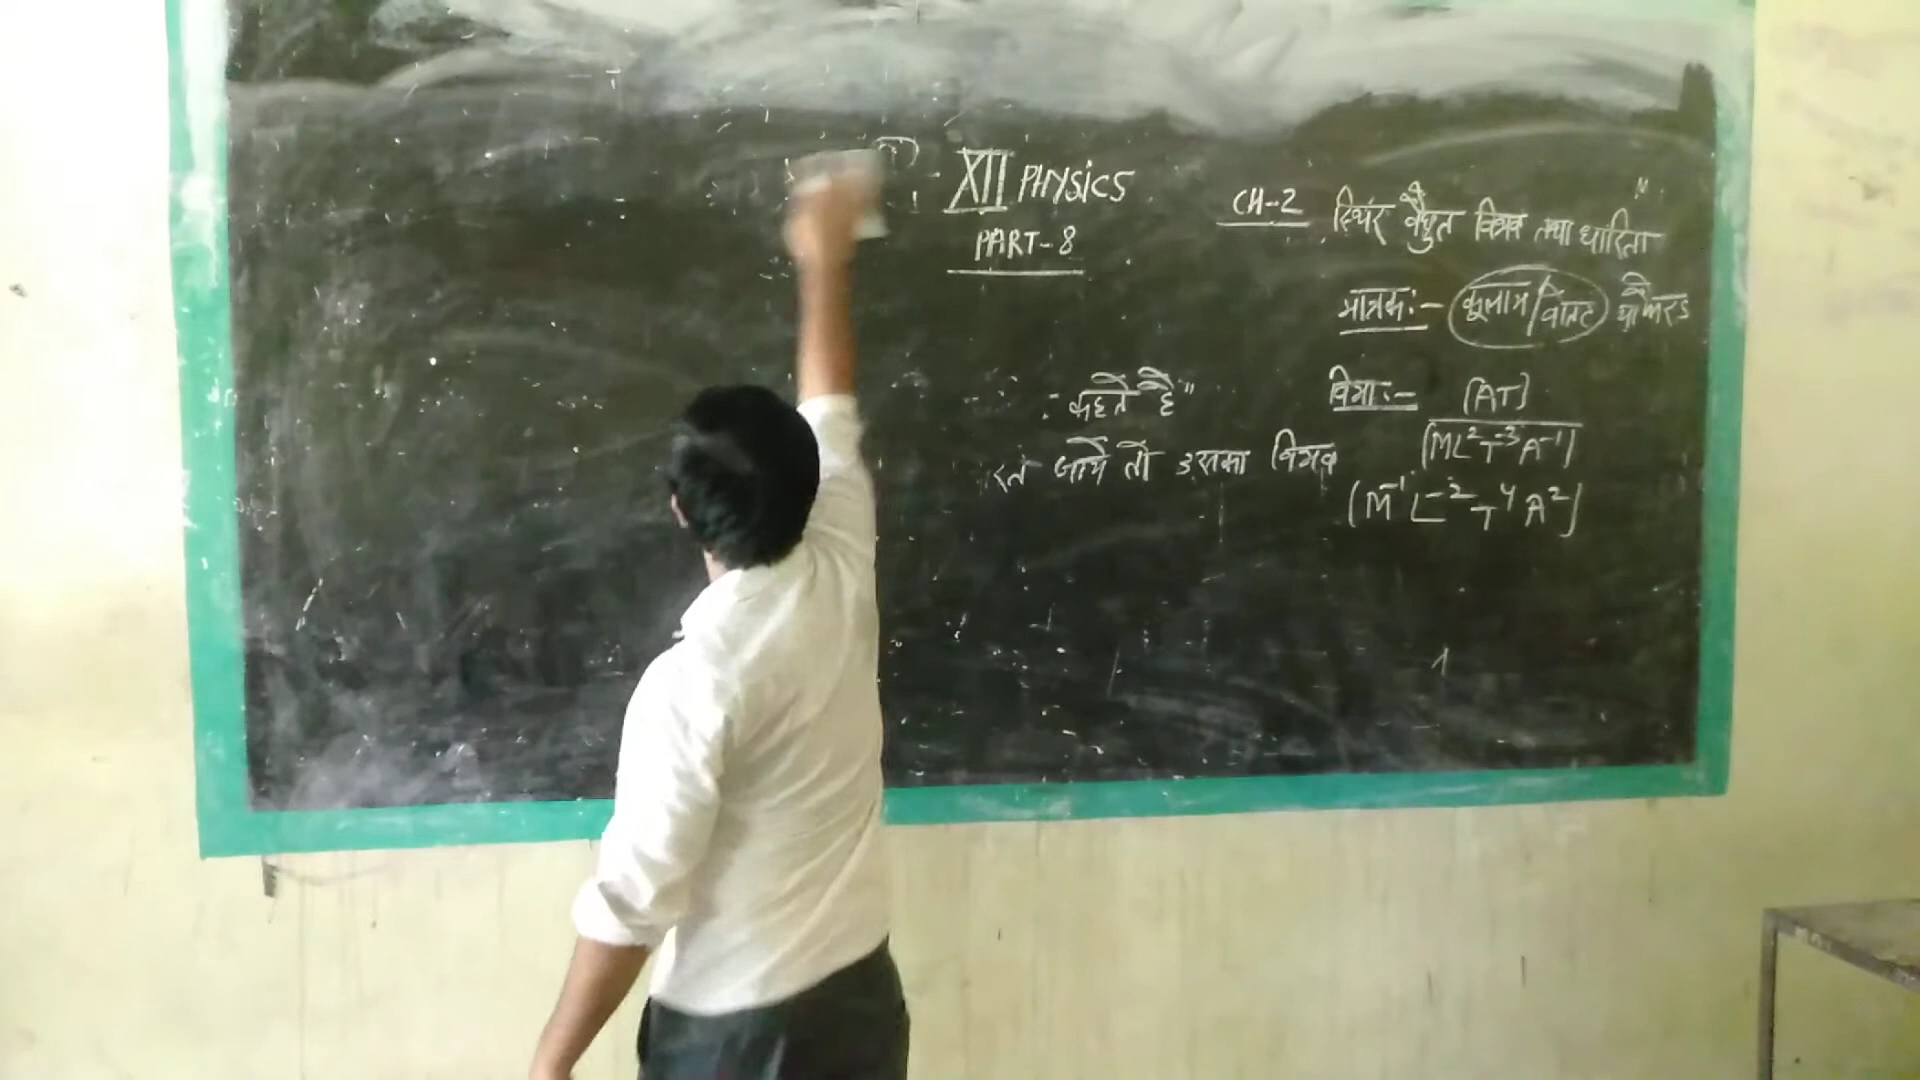 XII PHYSICS
PART-8
CH-2 स्थिर वैधुत विभव तथा धारिता
मात्रक:- कूलाम/वोल्ट
विमा:- [AT]
[ML²T⁻³A⁻¹]
[M⁻¹L⁻²T⁴A²]
कहते है"
जाये तो उसका विभव